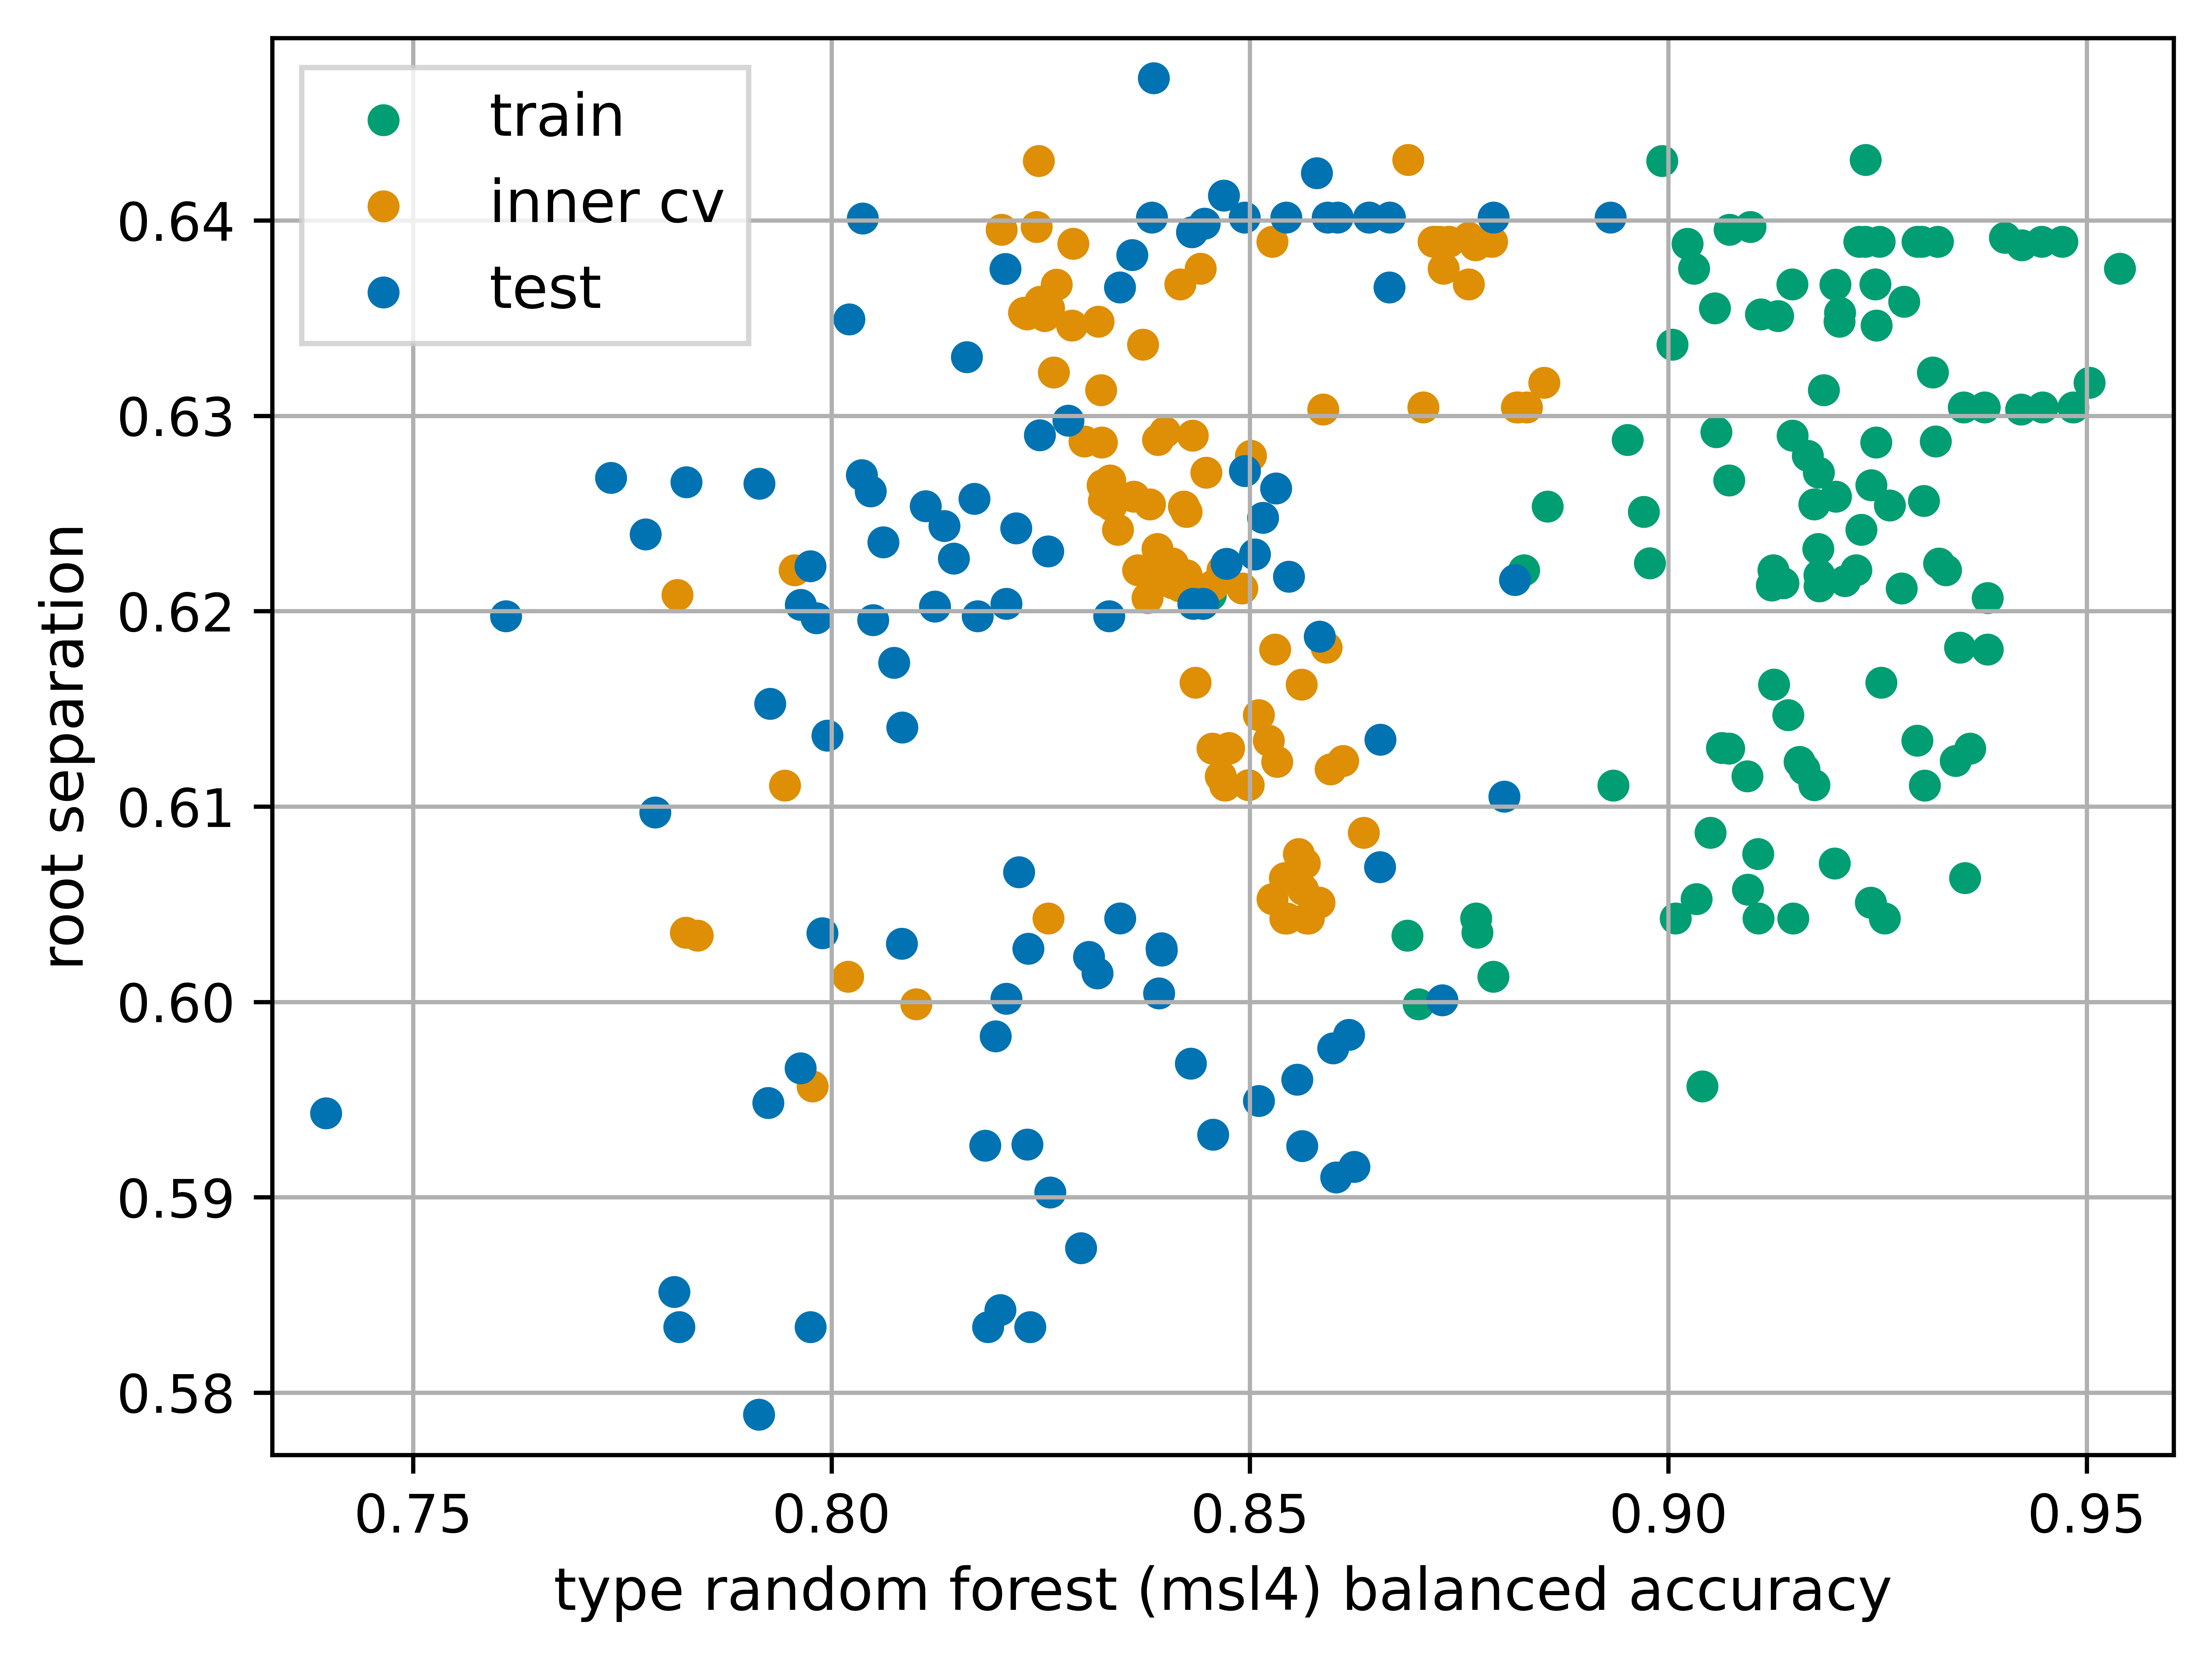 train
inner cv
test
0.64
0.63
0.62
0.61
0.60
0.59
0.58
root separation
0.75
0.80
0.85
0.90
0.95
type random forest (msl4) balanced accuracy